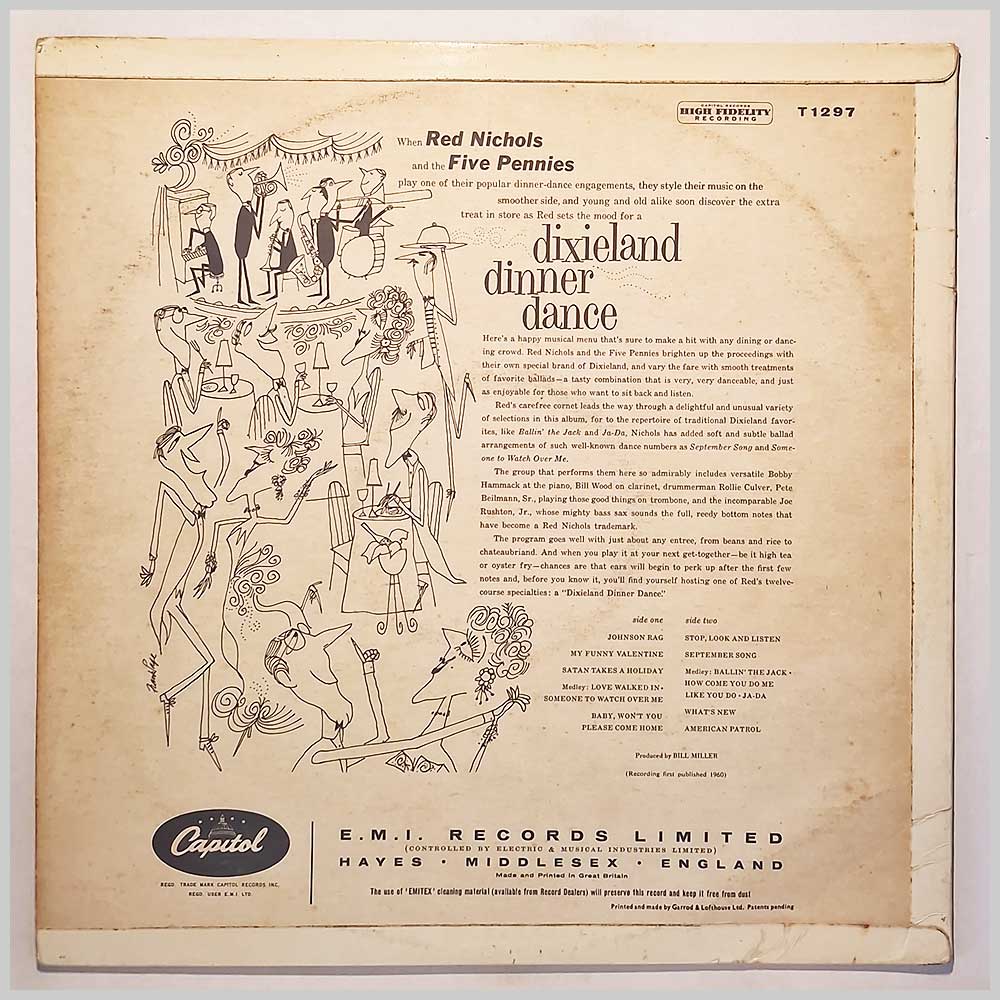 CAPITOL RECORDS
HIGH FIDELITY
RECORDING
T1297
When Red Nichols
and the Five Pennies
play one of their popular dinner-dance engagements, they style their music on the
smoother side, and young and old alike soon discover the extra
treat in store as Red sets the mood for a
dixieland
dinner
dance
Here's a happy musical menu that's sure to make a hit with any dining or danc-
ing crowd. Red Nichols and the Five Pennies brighten up the proceedings with
their own special brand of Dixieland, and vary the fare with smooth treatments
of favorite ballads—a tasty combination that is very, very danceable, and just
as enjoyable for those who want to sit back and listen.
Red's carefree cornet leads the way through a delightful and unusual variety
of selections in this album, for to the repertoire of traditional Dixieland favor-
ites, like Ballin' the Jack and Ja-Da, Nichols has added soft and subtle ballad
arrangements of such well-known dance numbers as September Song and Some-
one to Watch Over Me.
The group that performs them here so admirably includes versatile Bobby
Hammack at the piano, Bill Wood on clarinet, drummerman Rollie Culver, Pete
Beilmann, Sr., playing those good things on trombone, and the incomparable Joe
Rushton, Jr., whose mighty bass sax sounds the full, reedy bottom notes that
have become a Red Nichols trademark.
The program goes well with just about any entree, from beans and rice to
chateaubriand. And when you play it at your next get-together—be it high tea
or oyster fry—chances are that ears will begin to perk up after the first few
notes and, before you know it, you'll find yourself hosting one of Red's twelve-
course specialties: a "Dixieland Dinner Dance."
side one
JOHNSON RAG
MY FUNNY VALENTINE
SATAN TAKES A HOLIDAY
Medley: LOVE WALKED IN •
SOMEONE TO WATCH OVER ME
BABY, WON'T YOU
PLEASE COME HOME
side two
STOP, LOOK AND LISTEN
SEPTEMBER SONG
Medley: BALLIN' THE JACK •
HOW COME YOU DO ME
LIKE YOU DO • JA-DA
WHAT'S NEW
AMERICAN PATROL
Produced by BILL MILLER
(Recording first published 1960)
Capitol
REGD. TRADE MARK CAPITOL RECORDS INC.
REGD. USER E.M.I. LTD.
E.M.I. RECORDS LIMITED
(CONTROLLED BY ELECTRIC & MUSICAL INDUSTRIES LIMITED)
HAYES • MIDDLESEX • ENGLAND
Made and Printed in Great Britain
The use of 'EMITEX' cleaning material (available from Record Dealers) will preserve this record and keep it free from dust
Printed and made by Garrod & Lofthouse Ltd. Patents pending